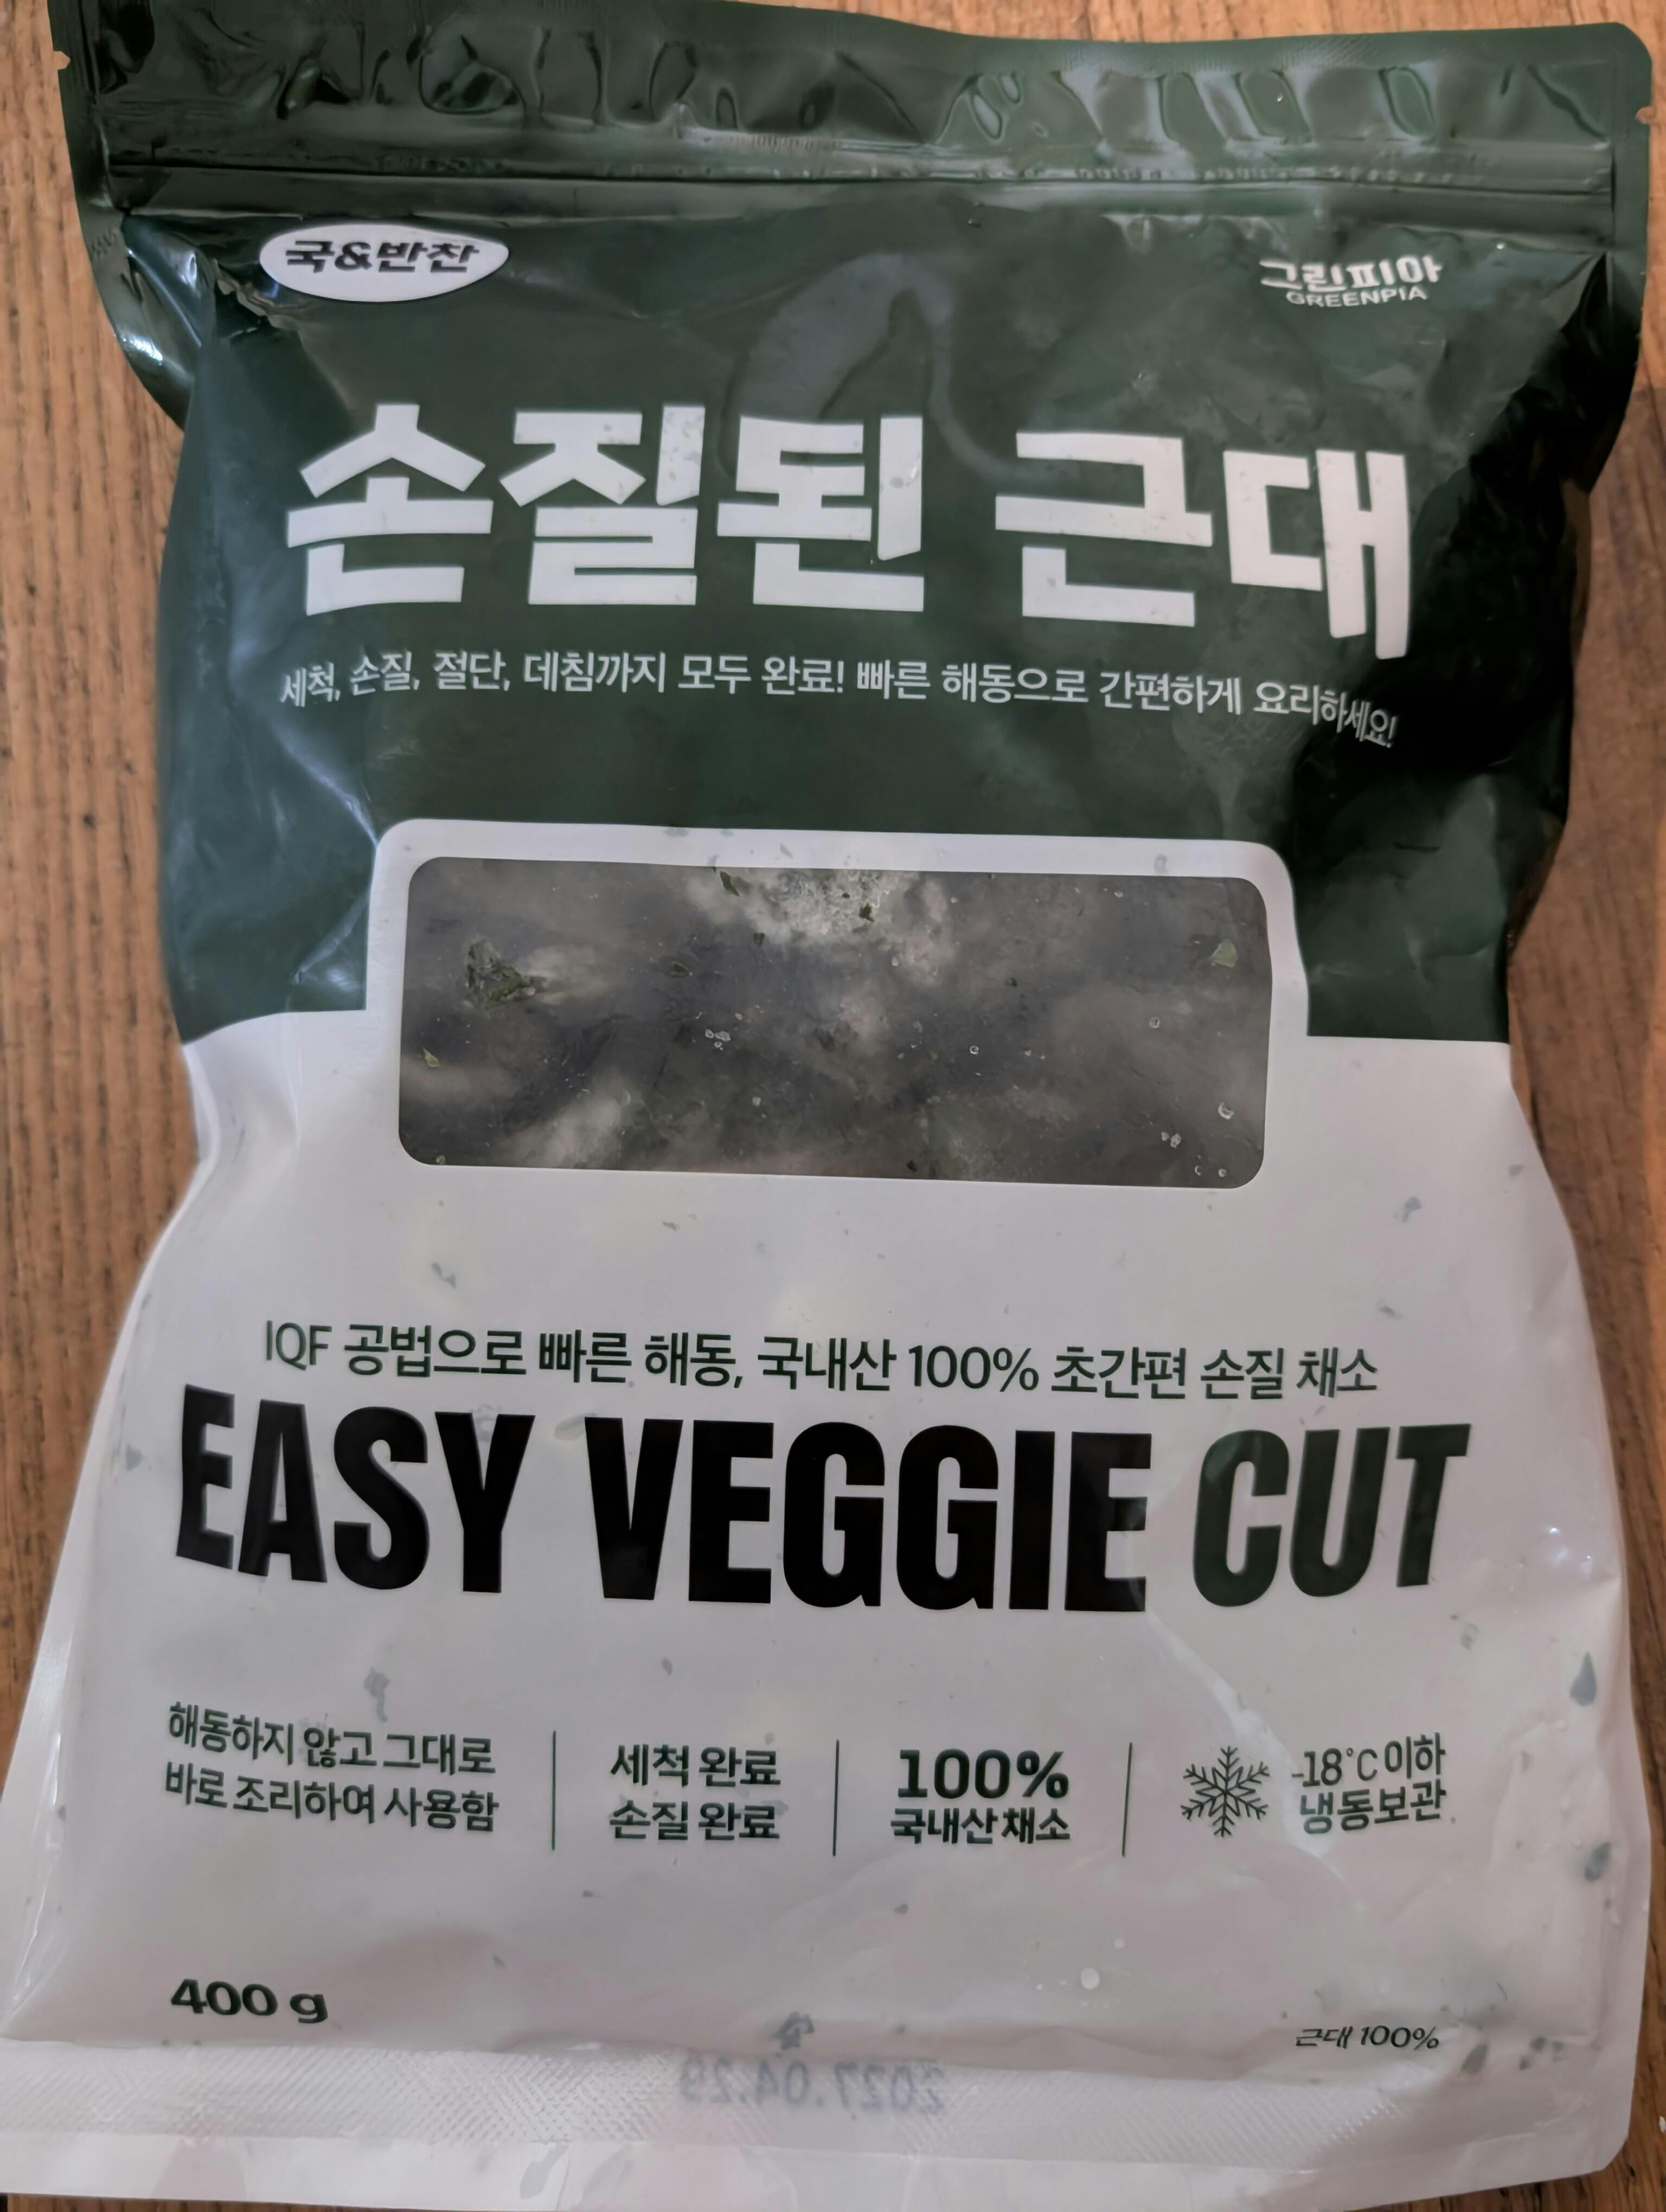 국&반찬
그린피아
GREENPIA
손질된 근대
세척, 손질, 절단, 데침까지 모두 완료! 빠른 해동으로 간편하게 요리하세요!
IQF 공법으로 빠른 해동, 국내산 100% 초간편 손질 채소
EASY VEGGIE CUT
해동하지 않고 그대로
바로 조리하여 사용함
세척 완료
손질 완료
100%
국내산 채소
-18°C 이하
냉동보관
400 g
근대 100%
2027.04.29